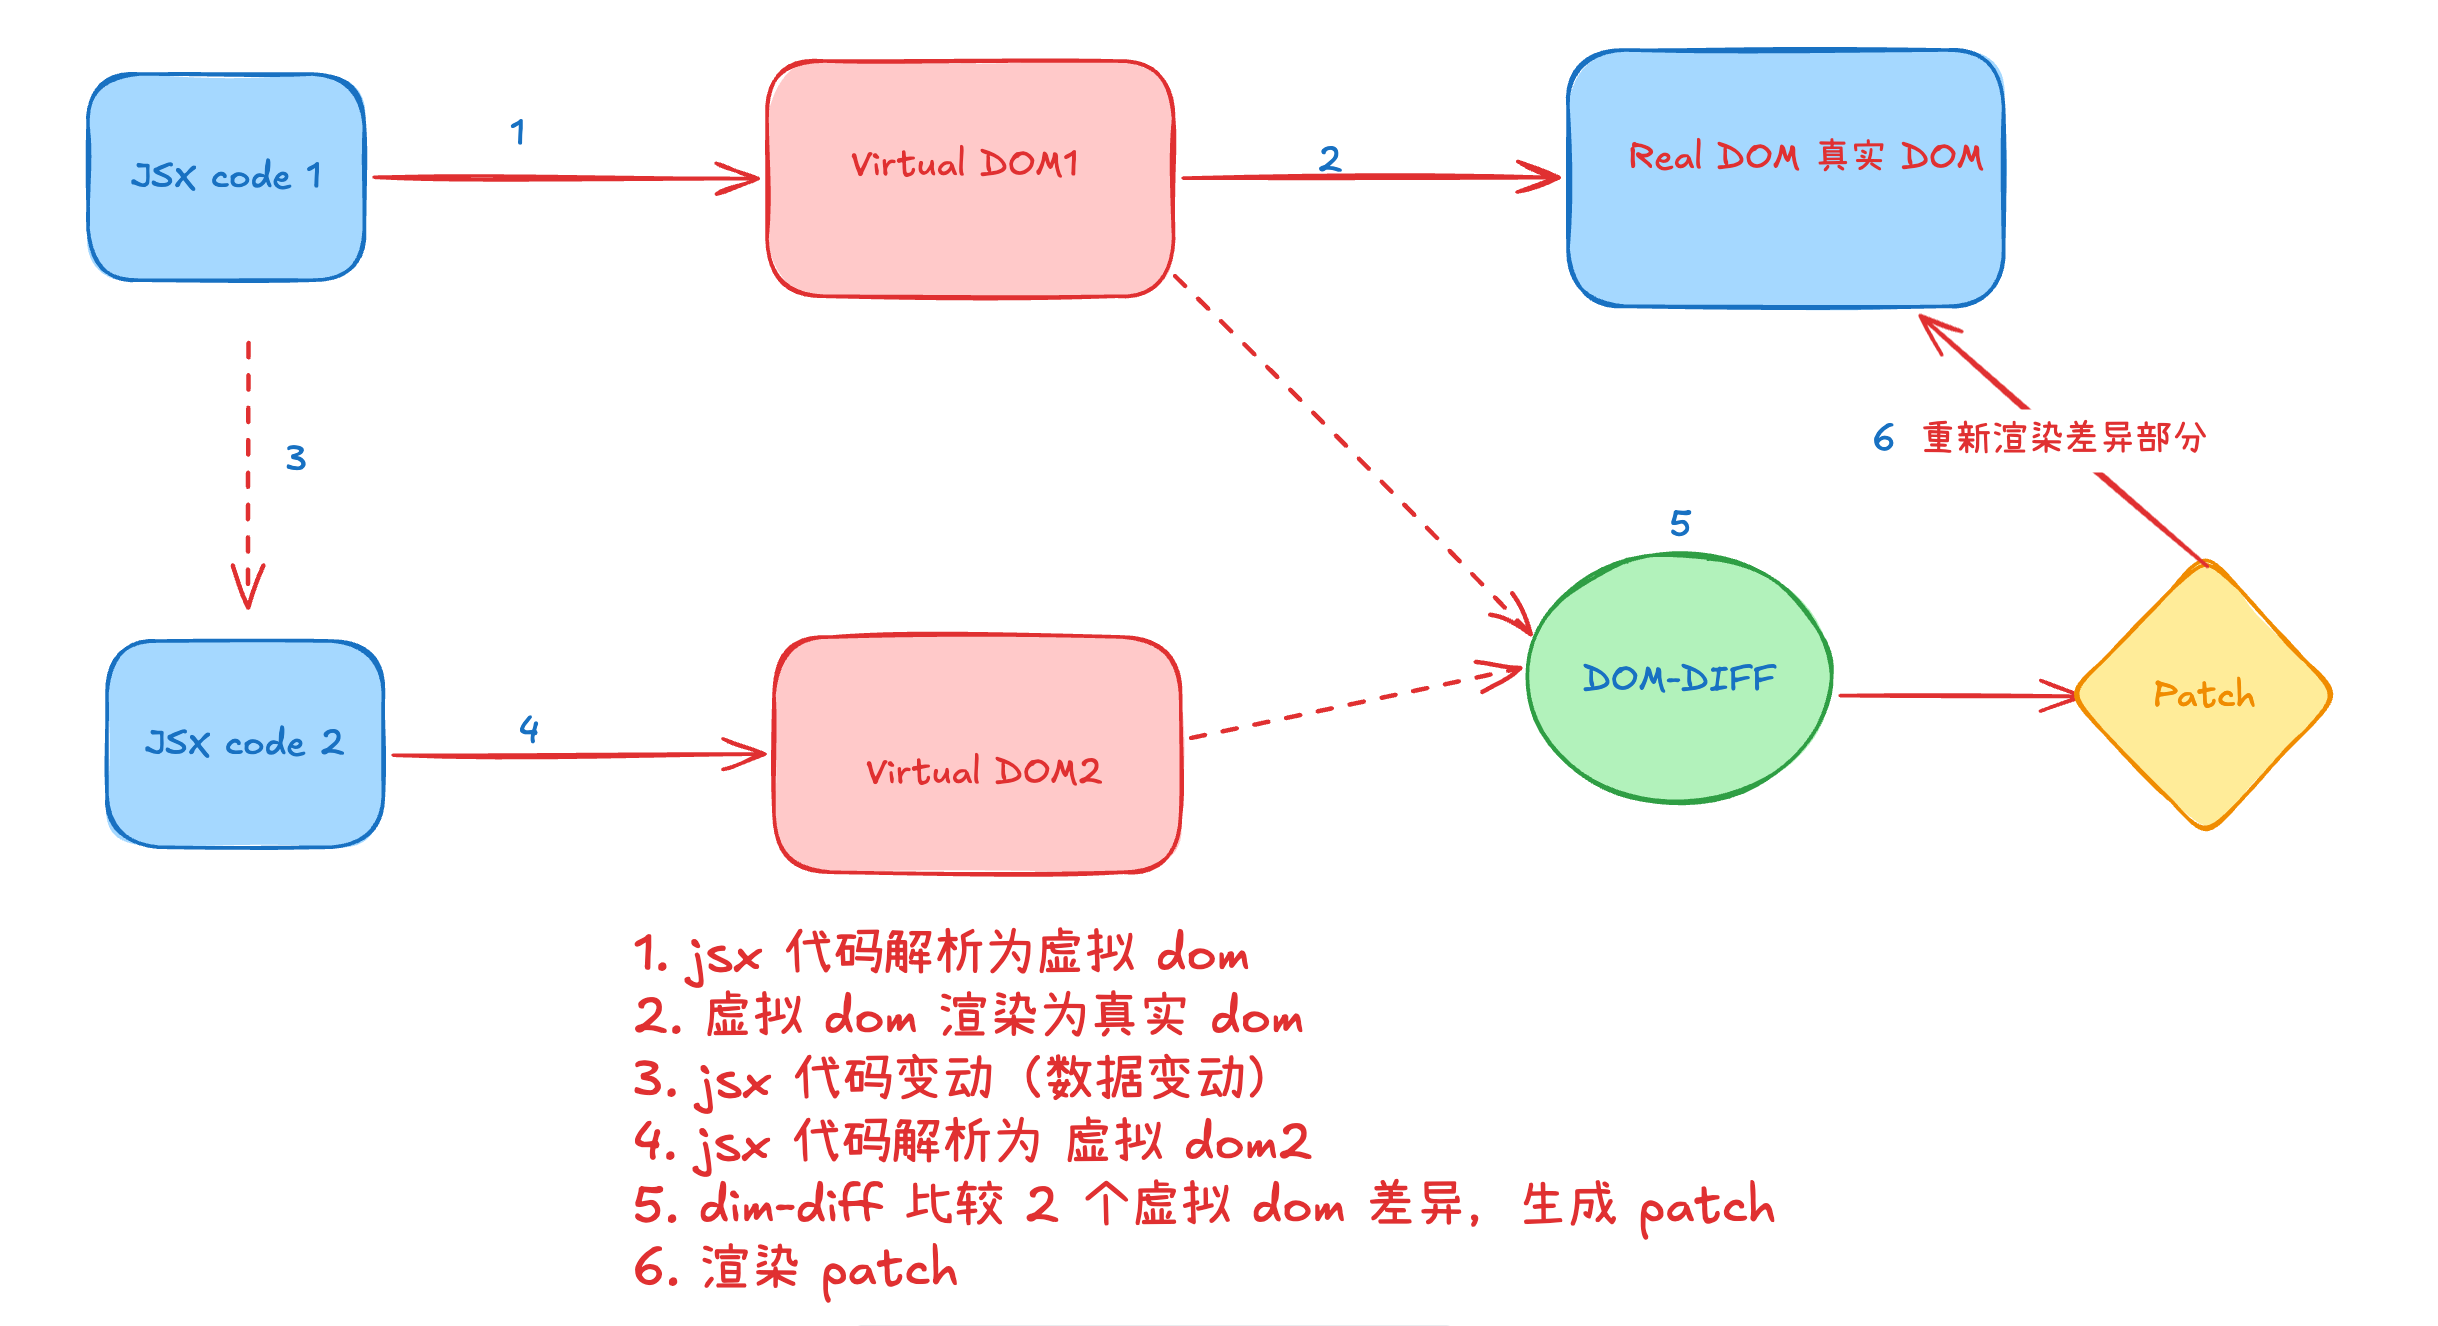 JSX code 1
1
Virtual DOM1
2
Real DOM 真实 DOM
3
6 重新渲染差异部分
5
JSX code 2
4
Virtual DOM2
DOM-DIFF
Patch
1. jsx 代码解析为虚拟 dom
2. 虚拟 dom 渲染为真实 dom
3. jsx 代码变动（数据变动）
4. jsx 代码解析为 虚拟 dom2
5. dim-diff 比较 2 个虚拟 dom 差异，生成 patch
6. 渲染 patch